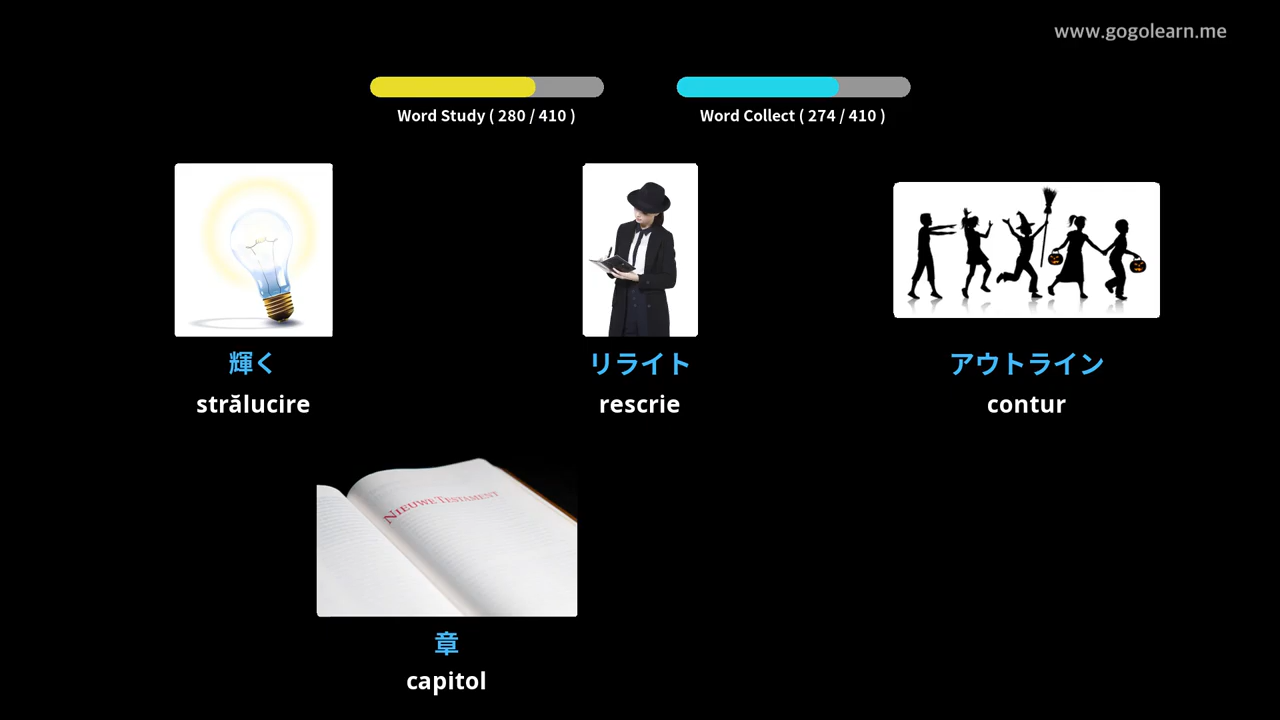 www.gogolearn.me
Word Study ( 280 / 410 )
Word Collect ( 274 / 410 )
輝く
strălucire
リライト
rescrie
アウトライン
contur
NIEUWE TESTAMENT
章
capitol